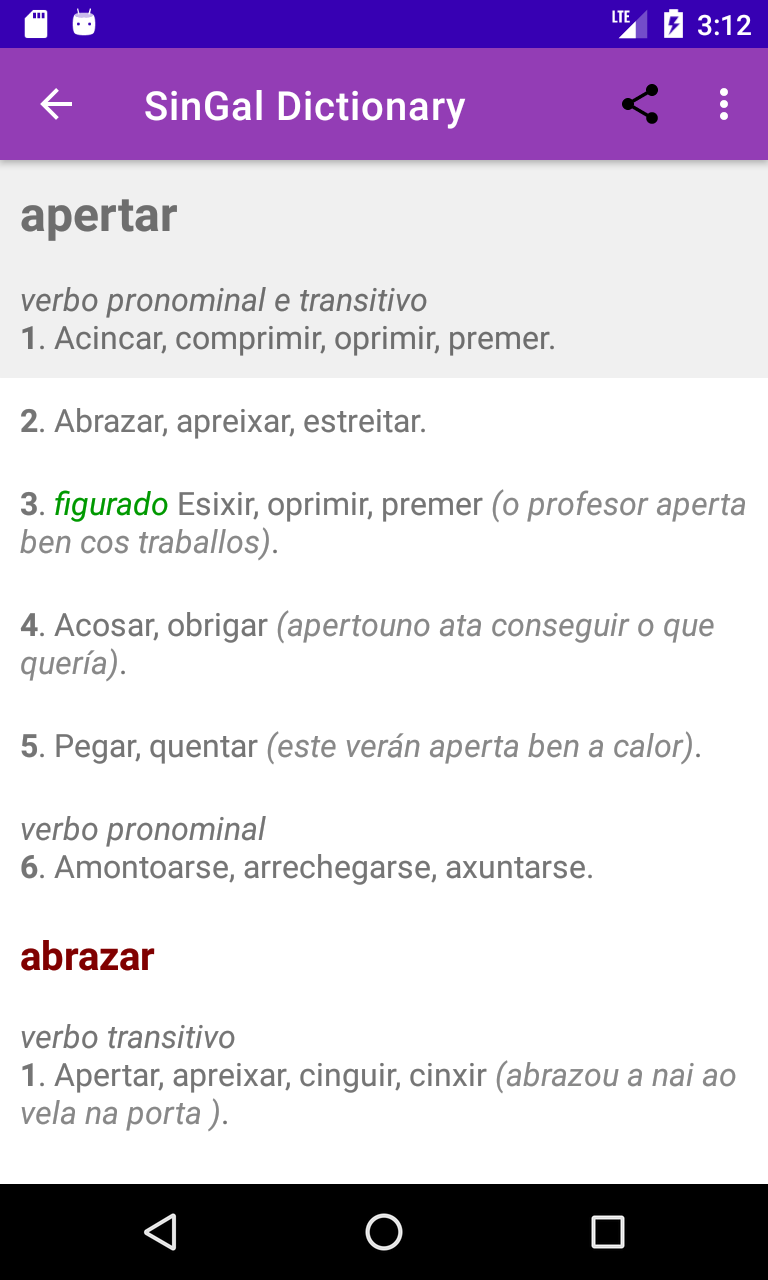 LTE 3:12
SinGal Dictionary
apertar
verbo pronominal e transitivo
1. Acincar, comprimir, oprimir, premer.
2. Abrazar, apreixar, estreitar.
3. figurado Esixir, oprimir, premer (o profesor aperta
ben cos traballos).
4. Acosar, obrigar (apertouno ata conseguir o que
quería).
5. Pegar, quentar (este verán aperta ben a calor).
verbo pronominal
6. Amontoarse, arrechegarse, axuntarse.
abrazar
verbo transitivo
1. Apertar, apreixar, cinguir, cinxir (abrazou a nai ao
vela na porta ).